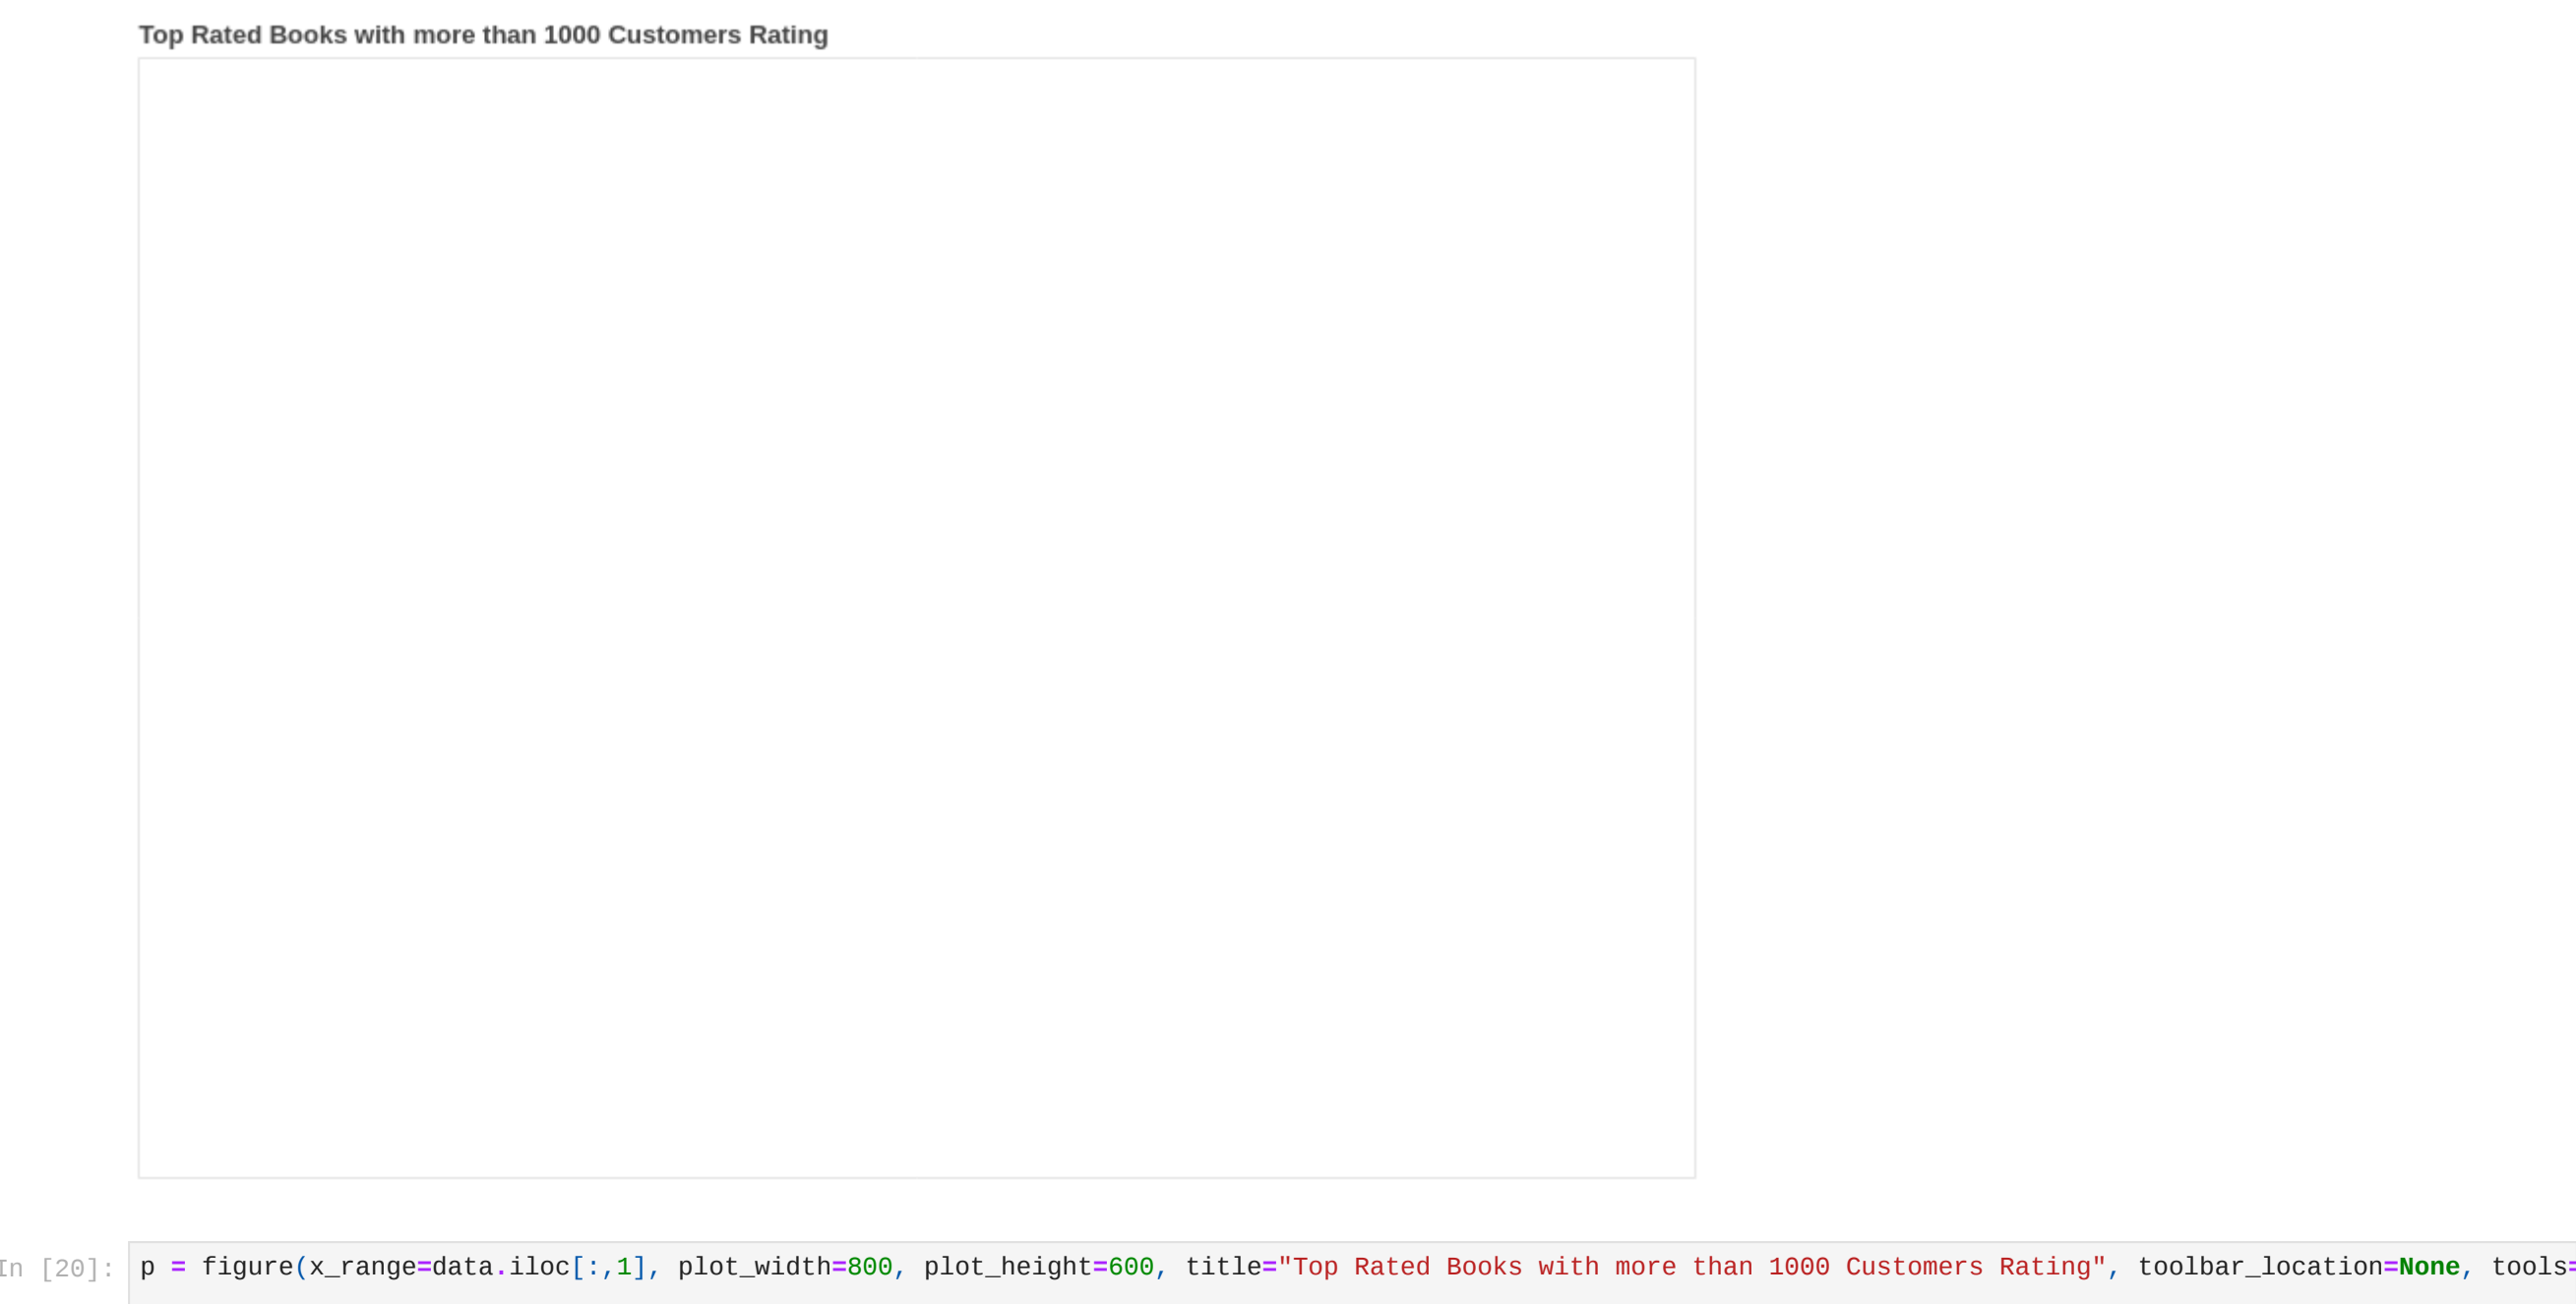 Top Rated Books with more than 1000 Customers Rating
In [20]: p = figure(x_range=data.iloc[:,1], plot_width=800, plot_height=600, title="Top Rated Books with more than 1000 Customers Rating", toolbar_location=None, tools=